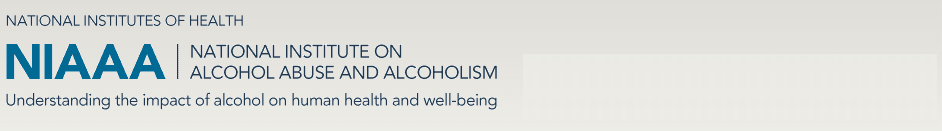 NATIONAL INSTITUTES OF HEALTH
NIAAA
NATIONAL INSTITUTE ON
ALCOHOL ABUSE AND ALCOHOLISM
Understanding the impact of alcohol on human health and well-being